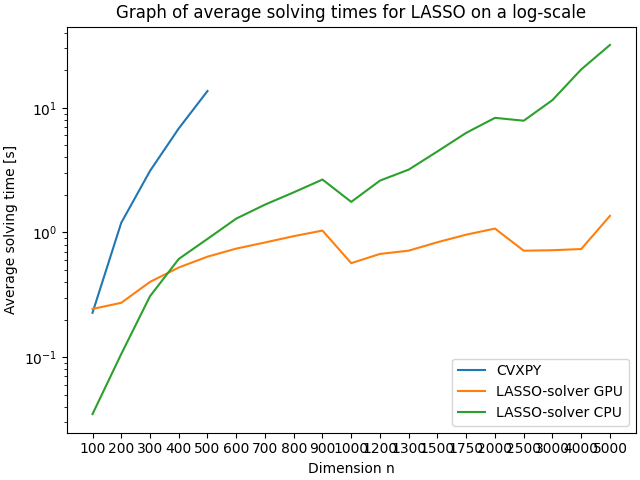 Graph of average solving times for LASSO on a log-scale
Average solving time [s]
10¹
10⁰
10⁻¹
CVXPY
LASSO-solver GPU
LASSO-solver CPU
100 200 300 400 500 600 700 800 900 1000 1200 1300 1500 1750 2000 2500 3000 4000 5000
Dimension n